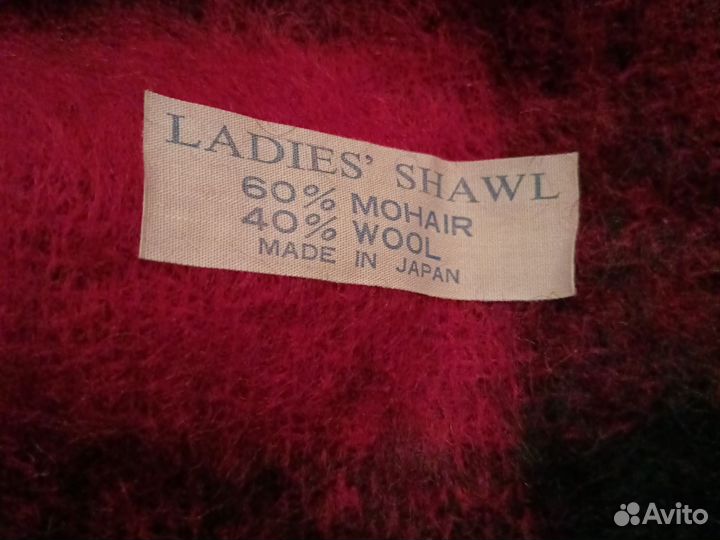 LADIES' SHAWL
60% MOHAIR
40% WOOL
MADE IN JAPAN
Avito